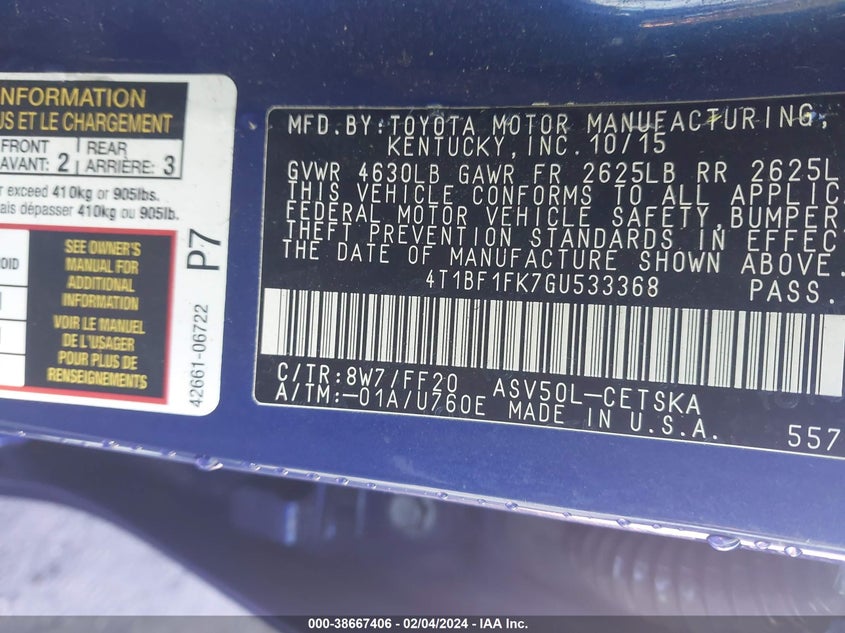 NFORMATION
US ET LE CHARGEMENT
FRONT
AVANT: 2
REAR
ARRIÈRE: 3
r exceed 410kg or 905lbs.
ais dépasser 410kg ou 905lb.
OID
SEE OWNER'S
MANUAL FOR
ADDITIONAL
INFORMATION
VOIR LE MANUEL
DU PROPRIÉTAIRE
POUR PLUS DE
RENSEIGNEMENTS
P7
42661-06722
MFD.BY:TOYOTA MOTOR MANUFACTURING,
KENTUCKY,INC.10/15
GVWR 4630LB GAWR FR 2625LB RR 2625L
THIS VEHICLE CONFORMS TO ALL APPLICA
FEDERAL MOTOR VEHICLE SAFETY,BUMPER
THEFT PREVENTION STANDARDS IN EFFEC
THE DATE OF MANUFACTURE SHOWN ABOVE.
4T1BF1FK7GU533368 PASS.
C/TR:8W7/FF20 ASV50L-CETSKA
A/TM:-01A/U760E MADE IN U.S.A.
557
000-38667406 - 02/04/2024 - IAA Inc.